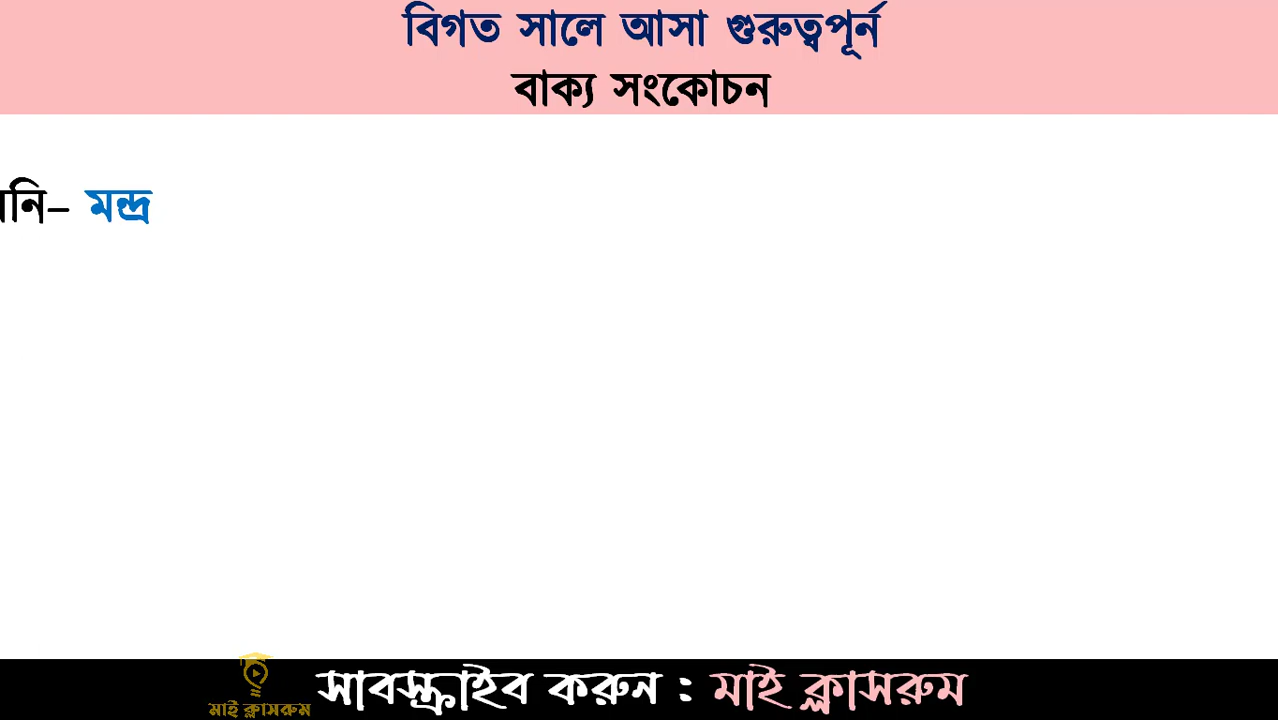 বিগত সালে আসা গুরুত্বপূর্ন
বাক্য সংকোচন
– মন্দ্র
মাই ক্লাসরুম
সাবস্ক্রাইব করুন : মাই ক্লাসরুম